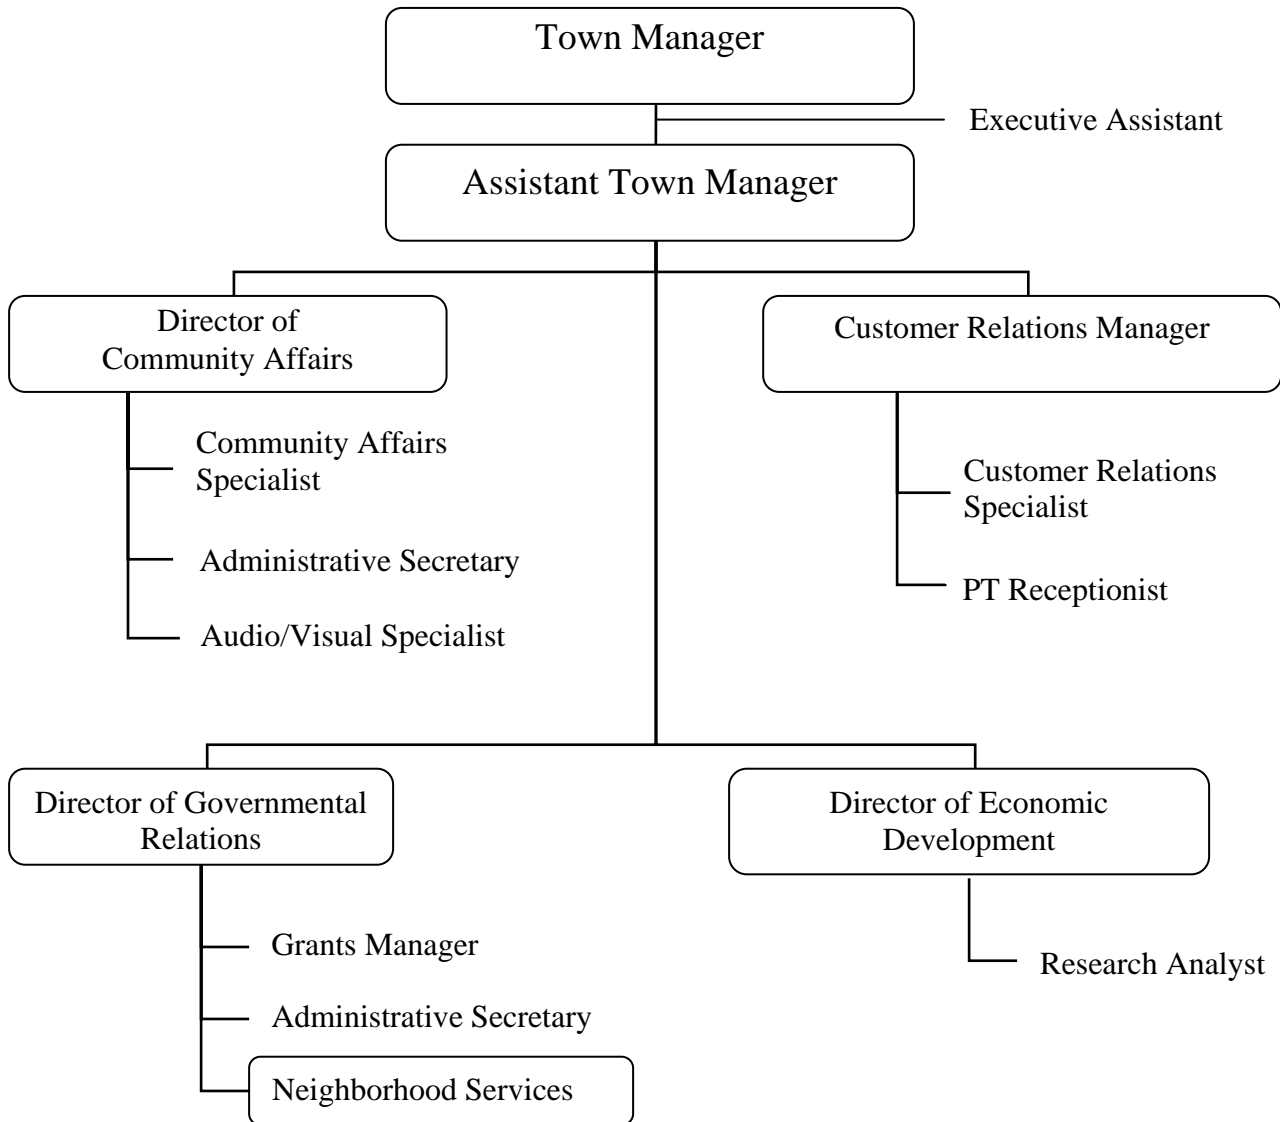 Town Manager
Executive Assistant
Assistant Town Manager
Director of
Community Affairs
Customer Relations Manager
Community Affairs
Specialist
Administrative Secretary
Audio/Visual Specialist
Customer Relations
Specialist
PT Receptionist
Director of Governmental
Relations
Director of Economic
Development
Grants Manager
Administrative Secretary
Neighborhood Services
Research Analyst